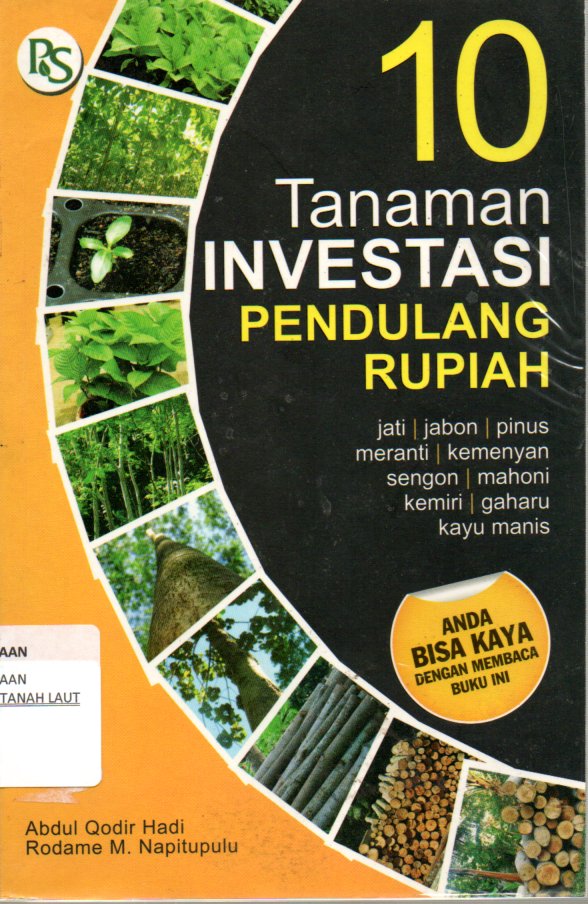 PS
10
Tanaman
INVESTASI
PENDULANG
RUPIAH
jati | jabon | pinus
meranti | kemenyan
sengon | mahoni
kemiri | gaharu
kayu manis
ANDA
BISA KAYA
DENGAN MEMBACA
BUKU INI
AAN
AAN
TANAH LAUT
Abdul Qodir Hadi
Rodame M. Napitupulu